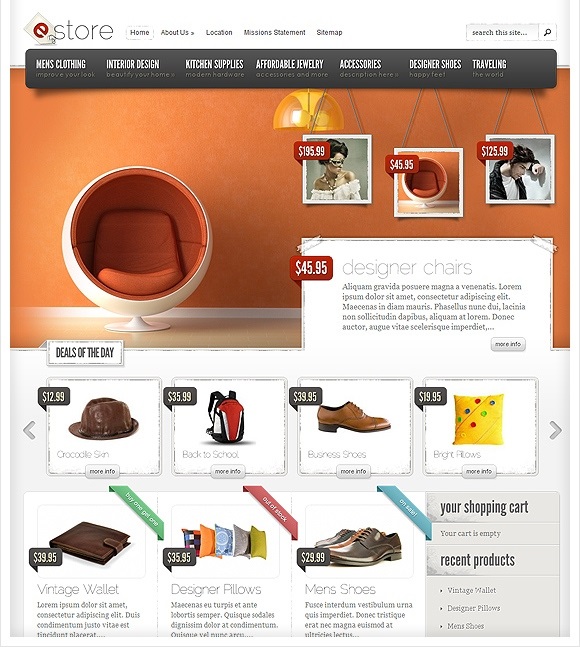 estore
Home About Us » Location Missions Statement Sitemap
search this site...
MENS CLOTHING INTERIOR DESIGN KITCHEN SUPPLIES AFFORDABLE JEWELRY ACCESSORIES DESIGNER SHOES TRAVELING
improve your look beautify your home » modern hardware accessories and more description here » happy feet the world
$195.99 $45.95 $125.99
$45.95 designer chairs
Aliquam gravida posuere magna a venenatis. Lorem
ipsum dolor sit amet, consectetur adipiscing elit.
Maecenas in diam mauris. Phasellus nunc dui, lacinia
non sollicitudin dapibus, aliquam at lorem. Donec
auctor, augue vitae scelerisque imperdiet,...
more info
DEALS OF THE DAY
$12.99 $35.99 $39.95 $19.95
Crocodile Skin Back to School Business Shoes Bright Pillows
more info more info more info more info
buy one get one out of stock on sale!
$39.95 $35.95 $29.99
Vintage Wallet
Lorem ipsum dolor sit amet,
consectetur adipiscing elit. Duis
condimentum justo vitae est
tincidunt placerat....
Designer Pillows
Maecenas eu turpis et ante
lobortis semper. Quisque sodales
dignissim dolor at condimentum.
Quisque vel nunc arcu....
Mens Shoes
Fusce interdum vestibulum urna
quis imperdiet. Cum tempor
erat nec magna euismod at
ultricies lectus...
your shopping cart
Your cart is empty
recent products
Vintage Wallet
Designer Pillows
Mens Shoes